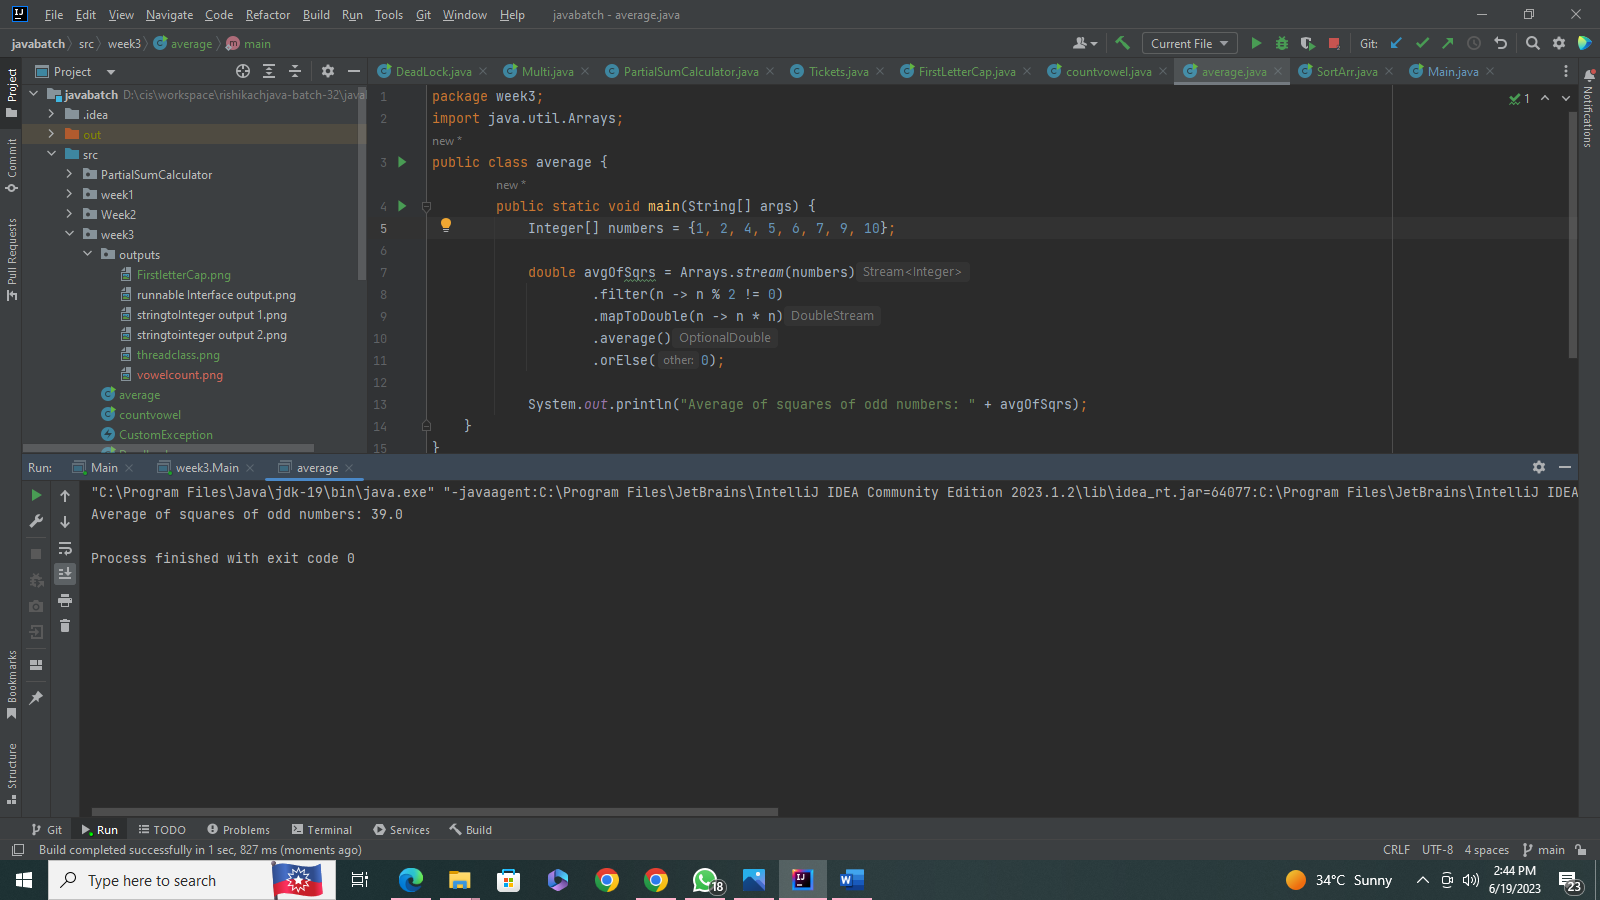 File Edit View Navigate Code Refactor Build Run Tools Git Window Help javabatch - average.java
javabatch src week3 average main Current File Git:
Project DeadLock.java Multi.java PartialSumCalculator.java Tickets.java FirstLetterCap.java countvowel.java average.java SortArr.java Main.java
javabatch D:\cis\workspace\rishikachjava-batch-32\javal
.idea
out
src
PartialSumCalculator
week1
Week2
week3
outputs
FirstletterCap.png
runnable Interface output.png
stringtoInteger output 1.png
stringtointeger output 2.png
threadclass.png
vowelcount.png
average
countvowel
CustomException
Project
Commit
Pull Requests
Bookmarks
Structure
Notifications
1
1 package week3;
2 import java.util.Arrays;
new *
3 public class average {
new *
4 public static void main(String[] args) {
5 Integer[] numbers = {1, 2, 4, 5, 6, 7, 9, 10};
6
7 double avgOfSqrs = Arrays.stream(numbers) Stream<Integer>
8 .filter(n -> n % 2 != 0)
9 .mapToDouble(n -> n * n) DoubleStream
10 .average() OptionalDouble
11 .orElse( other: 0);
12
13 System.out.println("Average of squares of odd numbers: " + avgOfSqrs);
14 }
15 }
Run: Main week3.Main average
"C:\Program Files\Java\jdk-19\bin\java.exe" "-javaagent:C:\Program Files\JetBrains\IntelliJ IDEA Community Edition 2023.1.2\lib\idea_rt.jar=64077:C:\Program Files\JetBrains\IntelliJ IDEA
Average of squares of odd numbers: 39.0
Process finished with exit code 0
Git Run TODO Problems Terminal Services Build
Build completed successfully in 1 sec, 827 ms (moments ago) CRLF UTF-8 4 spaces main
Type here to search 18 34°C Sunny 2:44 PM
6/19/2023 23